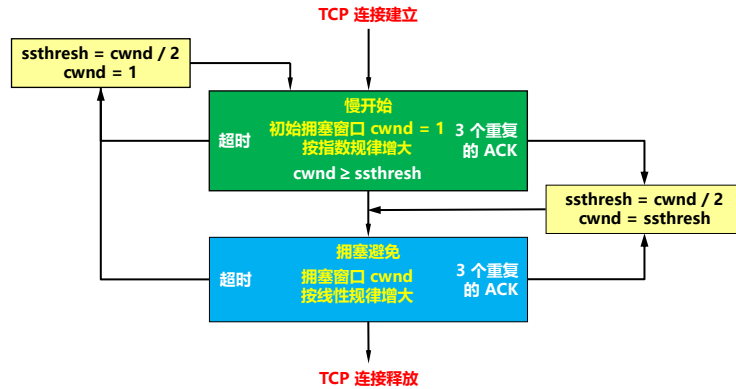 TCP 连接建立
ssthresh = cwnd / 2
cwnd = 1
慢开始
超时
初始拥塞窗口 cwnd = 1
按指数规律增大
3 个重复
的 ACK
cwnd ≥ ssthresh
ssthresh = cwnd / 2
cwnd = ssthresh
拥塞避免
超时
拥塞窗口 cwnd
按线性规律增大
3 个重复
的 ACK
TCP 连接释放